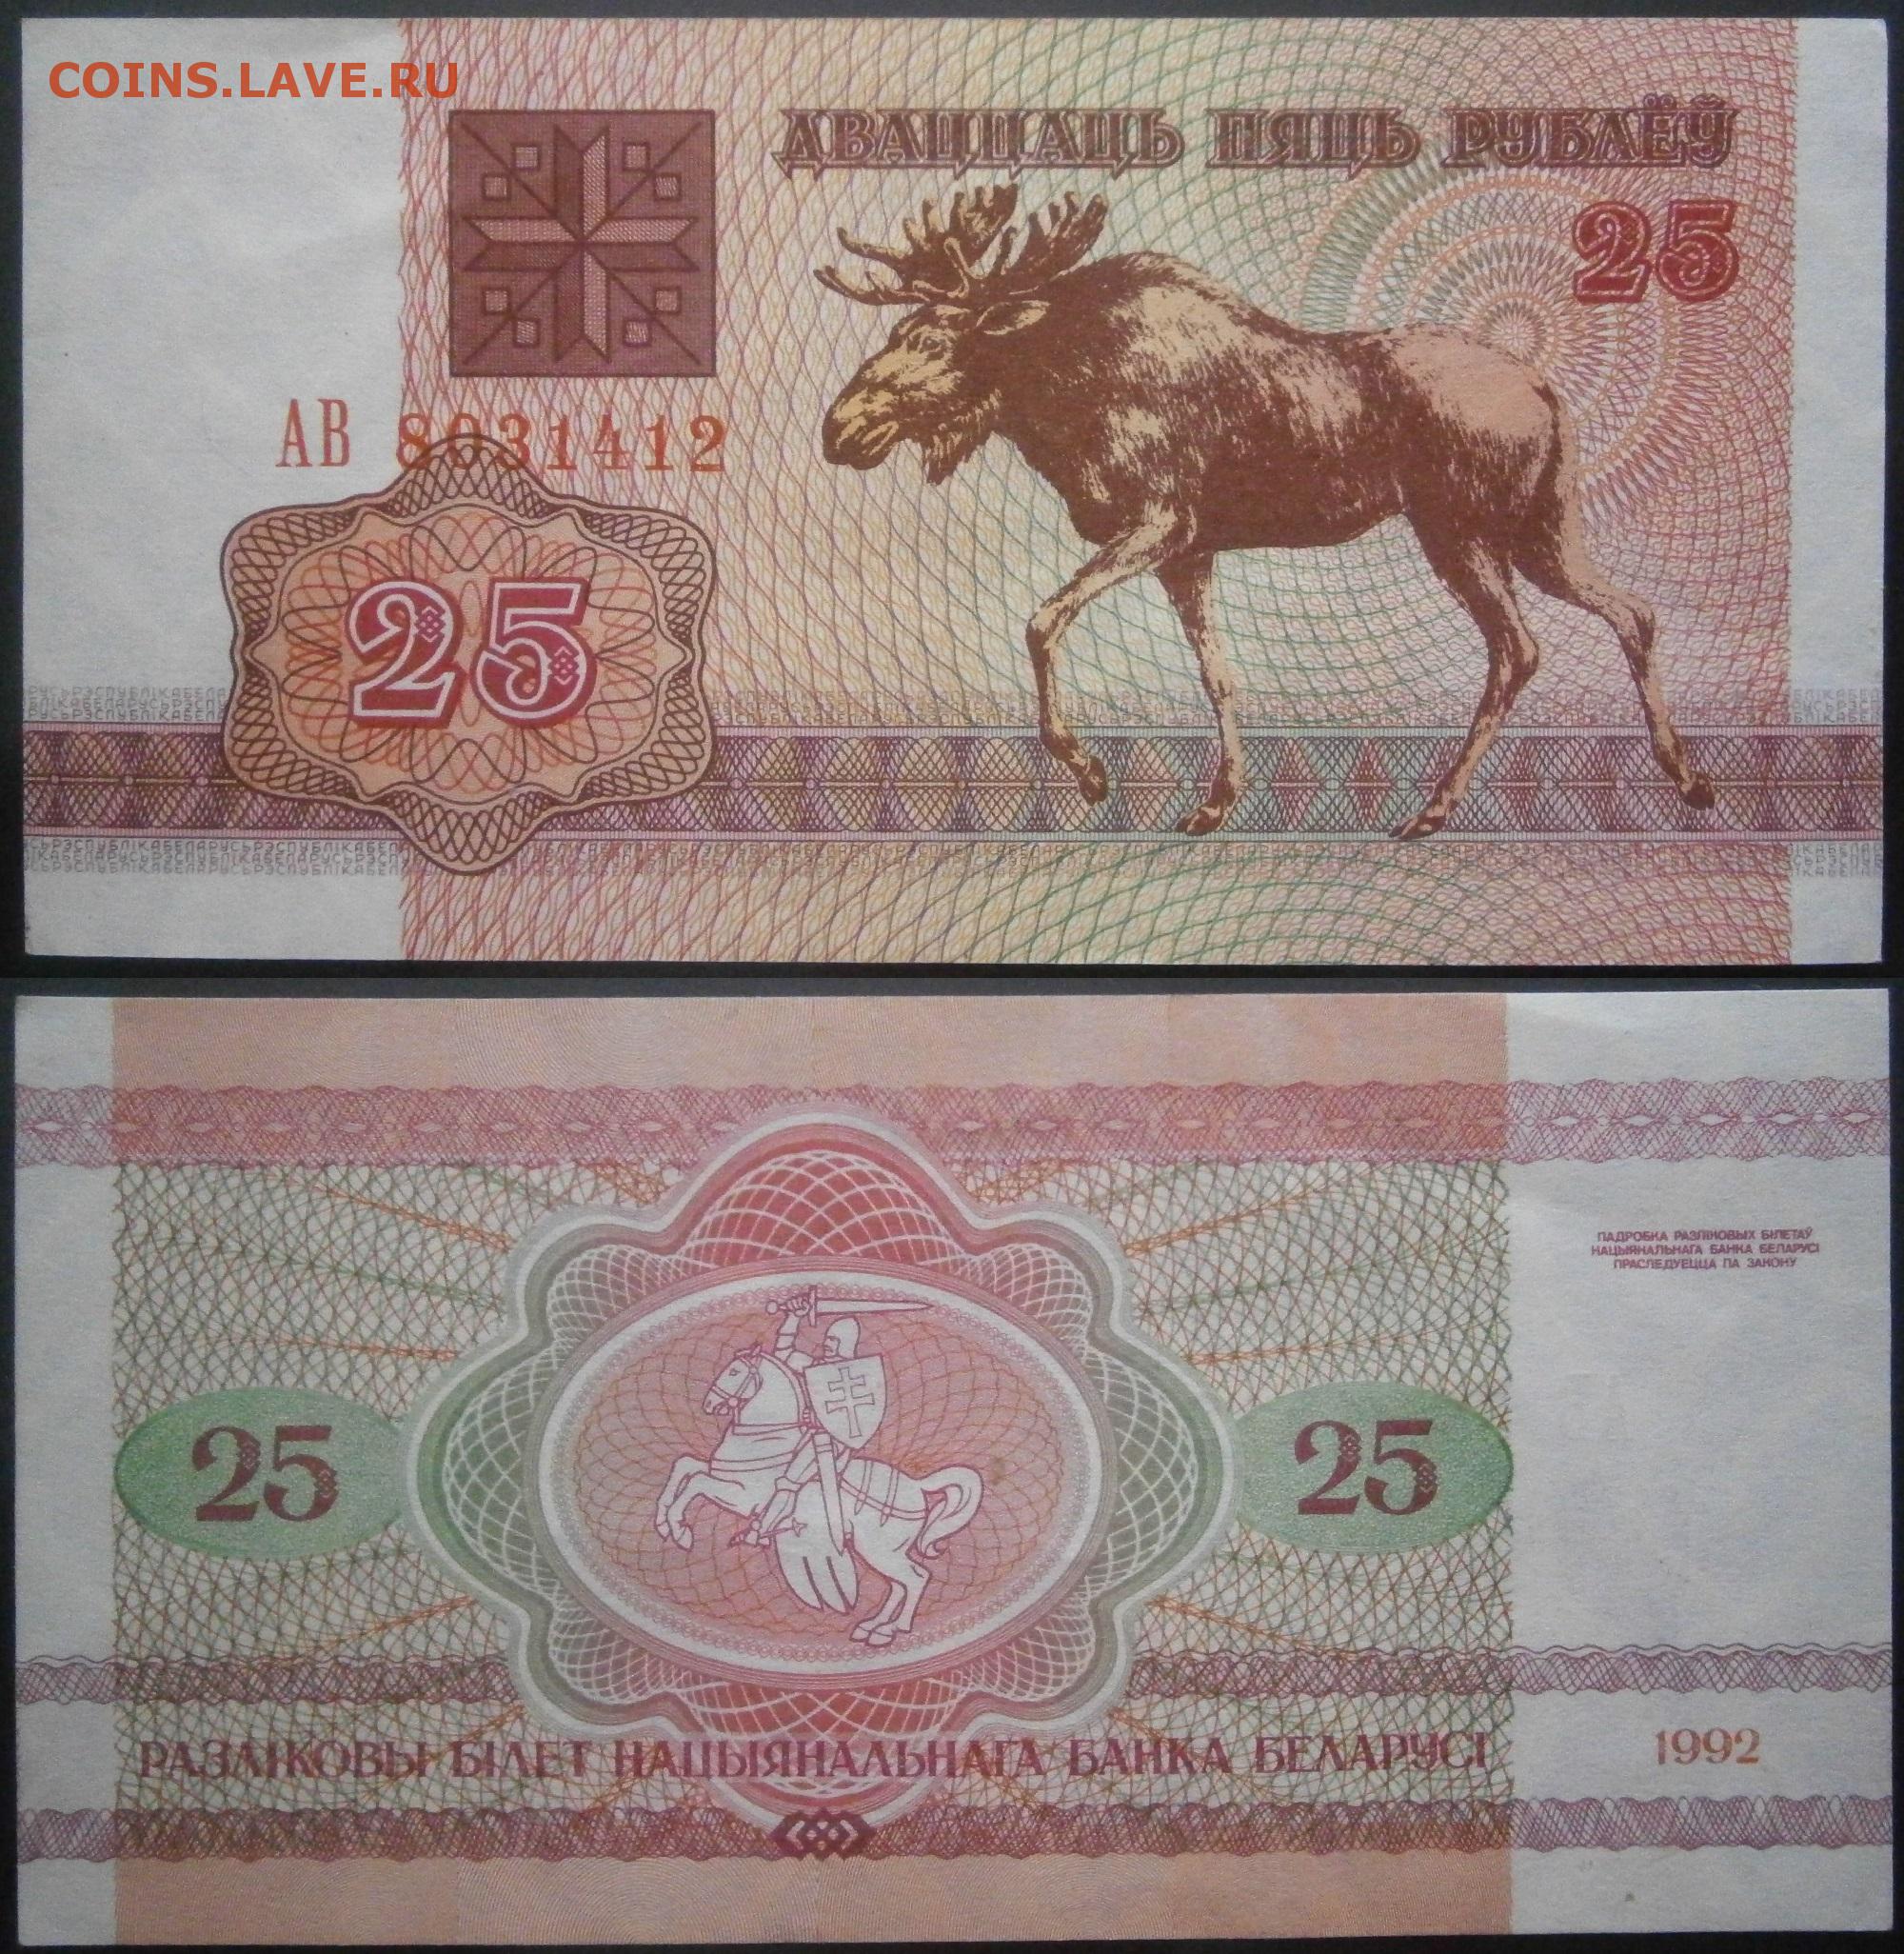 COINS.LAVE.RU
ДВАЦЦАЦЬ ПЯЦЬ РУБЛЁЎ
25
АВ 8031412
25
ПАДРОБКА РАЗЛІКОВЫХ БІЛЕТАЎ
НАЦЫЯНАЛЬНАГА БАНКА БЕЛАРУСІ
ПРАСЛЕДУЕЦЦА ПА ЗАКОНУ
25
25
РАЗЛІКОВЫ БІЛЕТ НАЦЫЯНАЛЬНАГА БАНКА БЕЛАРУСІ
1992